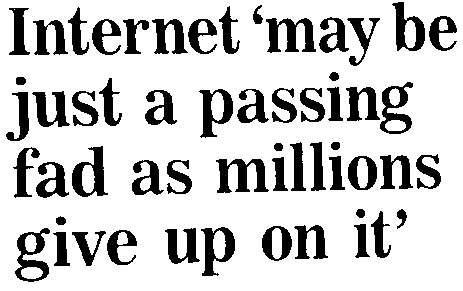 Internet ‘may be
just a passing
fad as millions
give up on it’